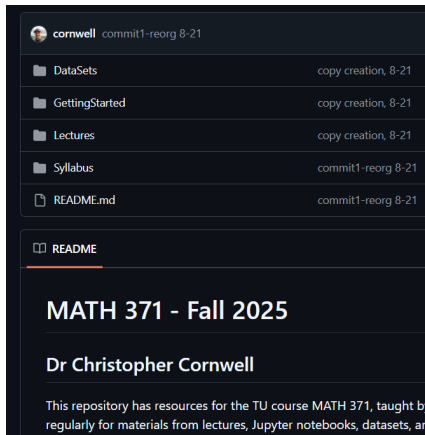 cornwell commit1-reorg 8-21
DataSets copy creation, 8-21
GettingStarted copy creation, 8-21
Lectures copy creation, 8-21
Syllabus commit1-reorg 8-21
README.md commit1-reorg 8-21
README
MATH 371 - Fall 2025
Dr Christopher Cornwell
This repository has resources for the TU course MATH 371, taught
regularly for materials from lectures, Jupyter notebooks, datasets,